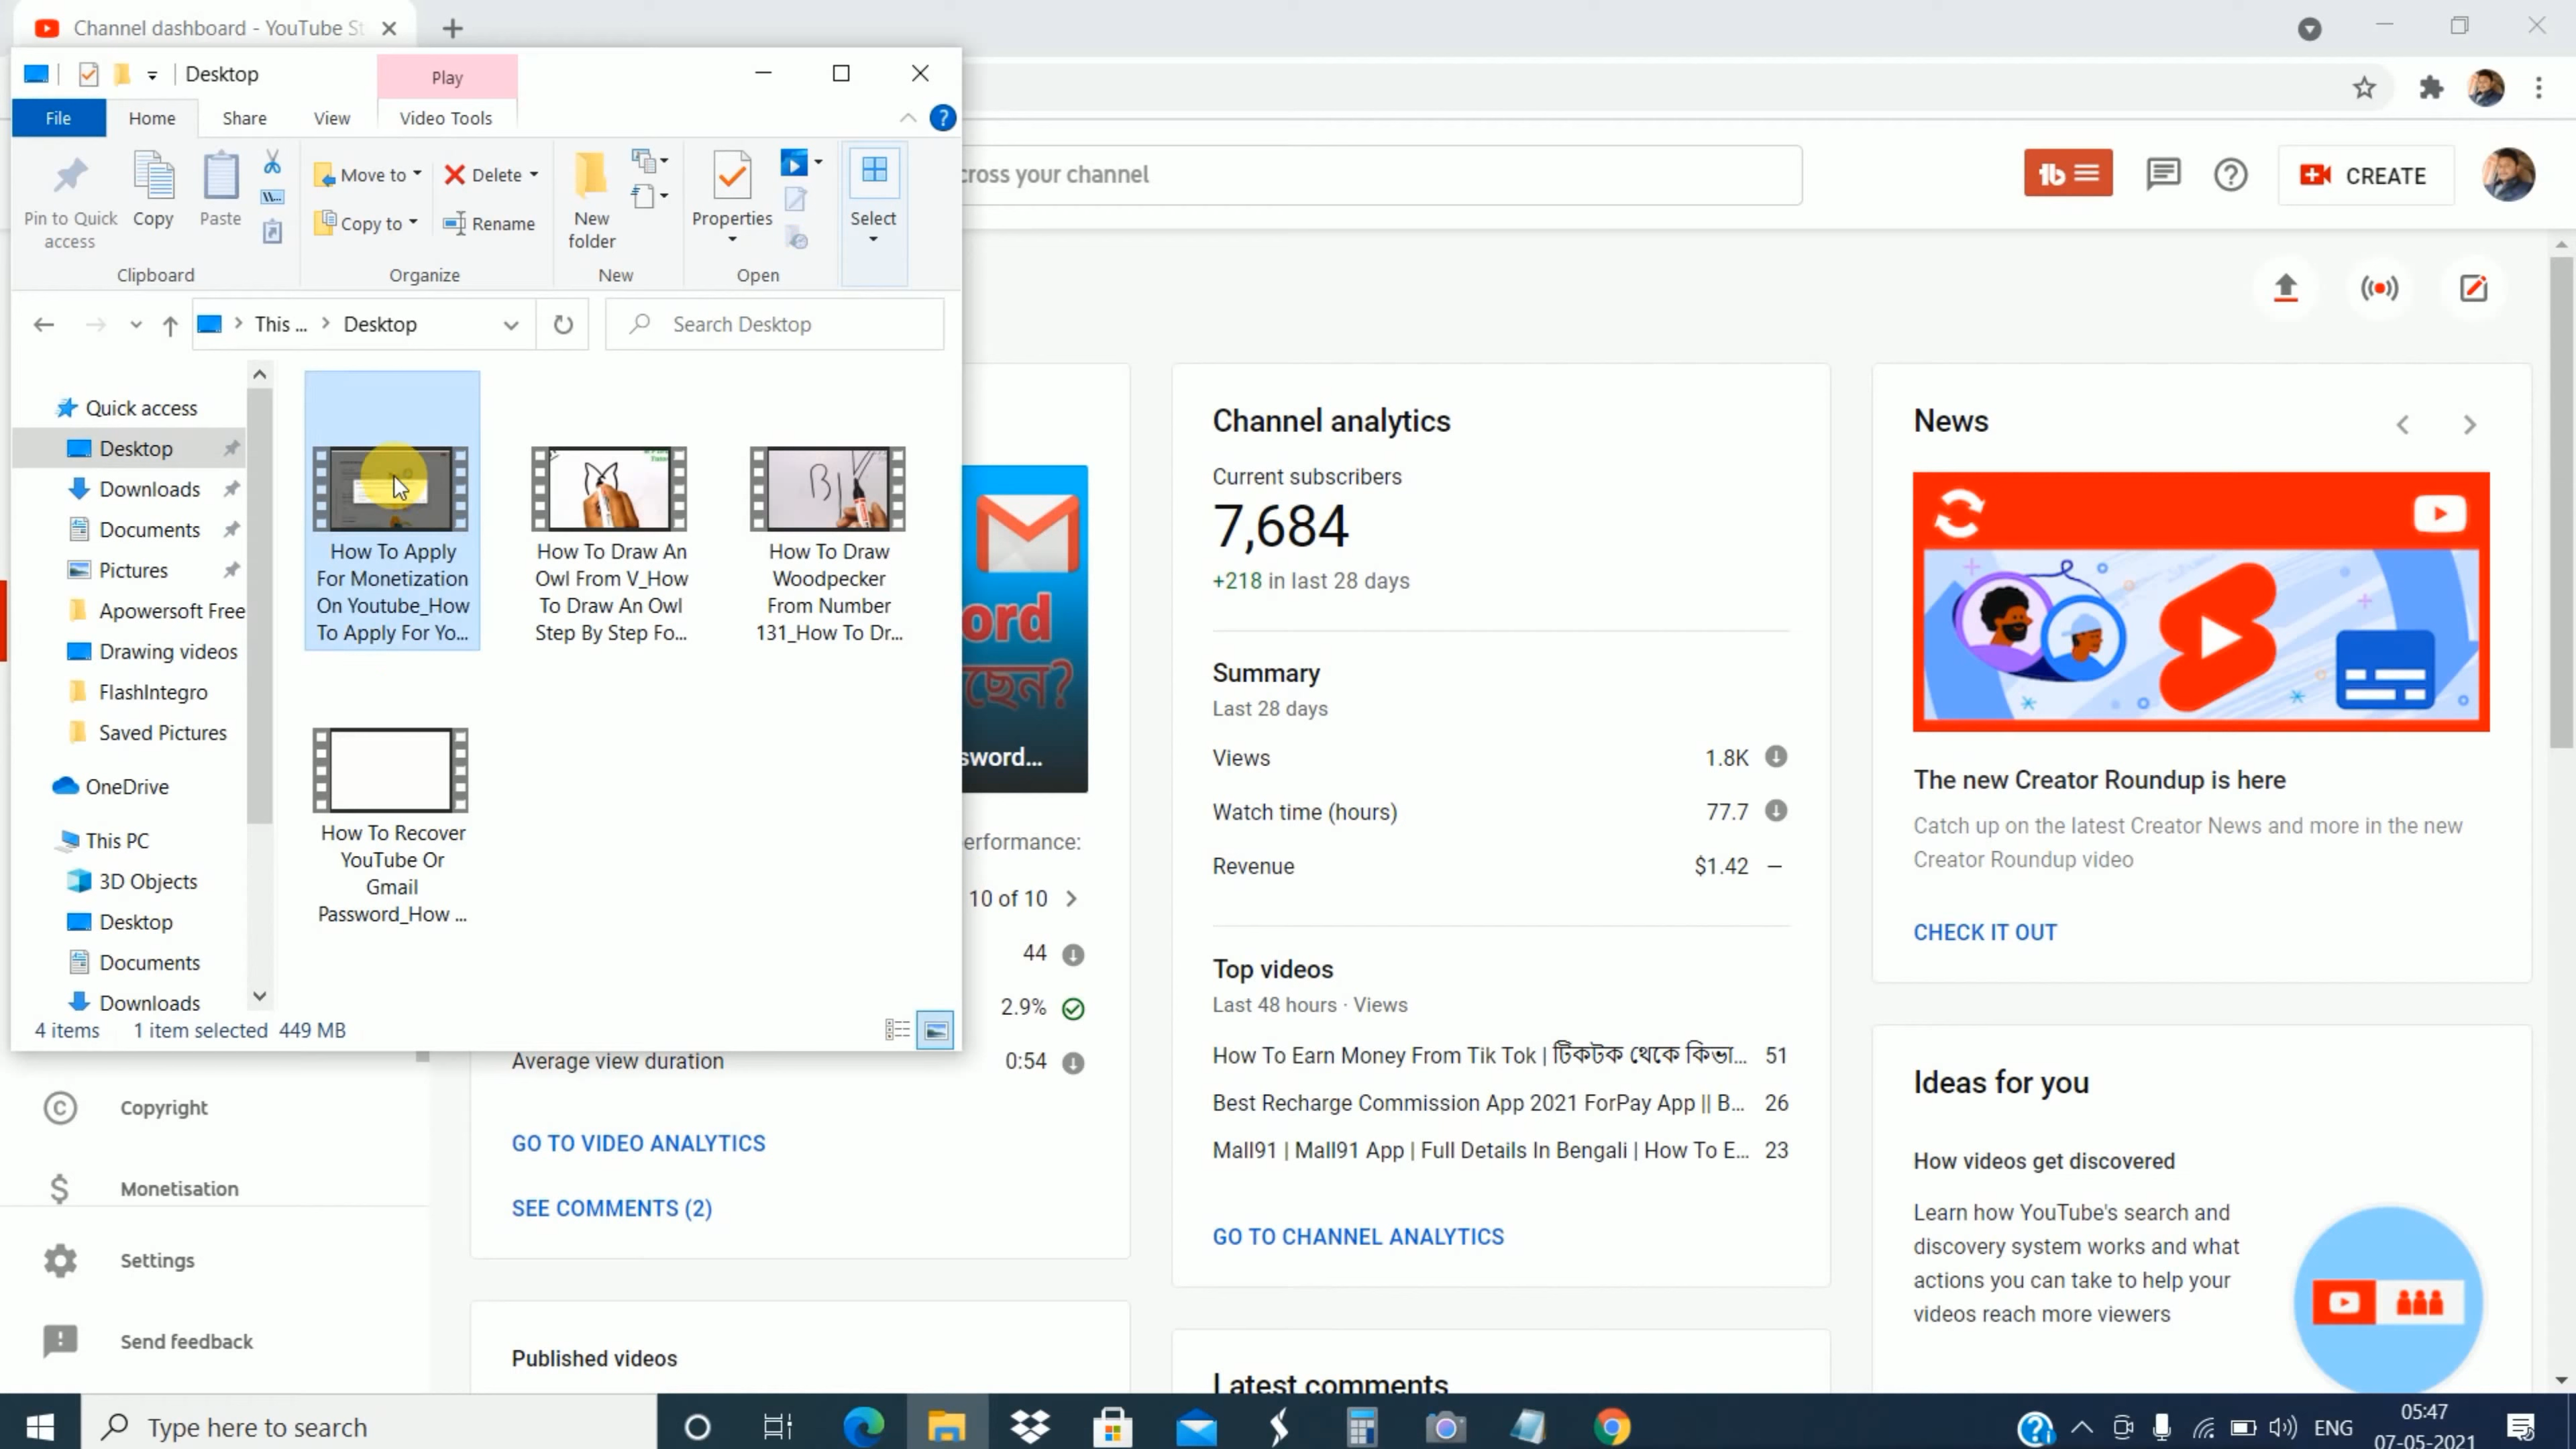 Channel dashboard - YouTube St
Desktop
Play
File
Home
Share
View
Video Tools
Pin to Quick
access
Copy
Paste
Move to
Copy to
Delete
Rename
New
folder
Properties
Select
Clipboard
Organize
New
Open
This ...
Desktop
Search Desktop
Quick access
Desktop
Downloads
Documents
Pictures
Apowersoft Free
Drawing videos
FlashIntegro
Saved Pictures
OneDrive
This PC
3D Objects
Desktop
Documents
Downloads
How To Apply
For Monetization
On Youtube_How
To Apply For Yo...
How To Draw An
Owl From V_How
To Draw An Owl
Step By Step Fo...
How To Draw
Woodpecker
From Number
131_How To Dr...
How To Recover
YouTube Or
Gmail
Password_How ...
4 items
1 item selected 449 MB
cross your channel
CREATE
ord
ছেন?
sword...
erformance:
10 of 10
44
2.9%
Average view duration
0:54
GO TO VIDEO ANALYTICS
SEE COMMENTS (2)
Published videos
Copyright
Monetisation
Settings
Send feedback
Channel analytics
Current subscribers
7,684
+218 in last 28 days
Summary
Last 28 days
Views
1.8K
Watch time (hours)
77.7
Revenue
$1.42
Top videos
Last 48 hours · Views
How To Earn Money From Tik Tok | টিকটক থেকে কিভা... 51
Best Recharge Commission App 2021 ForPay App || B... 26
Mall91 | Mall91 App | Full Details In Bengali | How To E... 23
GO TO CHANNEL ANALYTICS
Latest comments
News
The new Creator Roundup is here
Catch up on the latest Creator News and more in the new
Creator Roundup video
CHECK IT OUT
Ideas for you
How videos get discovered
Learn how YouTube's search and
discovery system works and what
actions you can take to help your
videos reach more viewers
Type here to search
ENG
05:47
07-05-2021